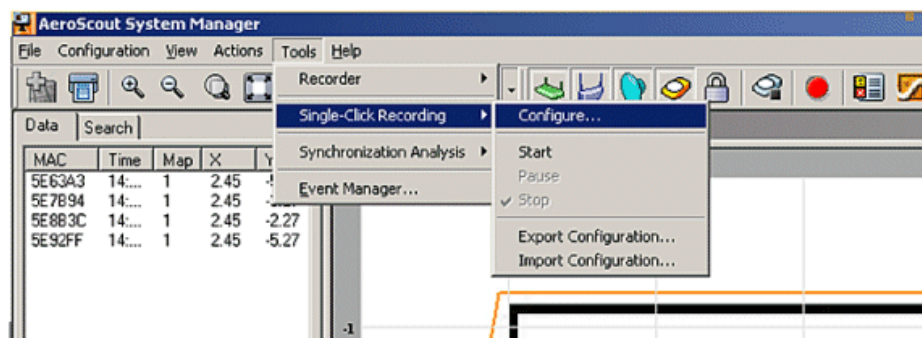 AeroScout System Manager
File Configuration View Actions Tools Help
Recorder
Single-Click Recording
Configure...
Data Search
Synchronization Analysis
Start
MAC Time Map X Y
Event Manager...
Pause
5E63A3 14:... 1 2.45
Stop
5E7B94 14:... 1 2.45
5E8B3C 14:... 1 2.45 -2.27
Export Configuration...
5E92FF 14:... 1 2.45 -5.27
Import Configuration...
-1